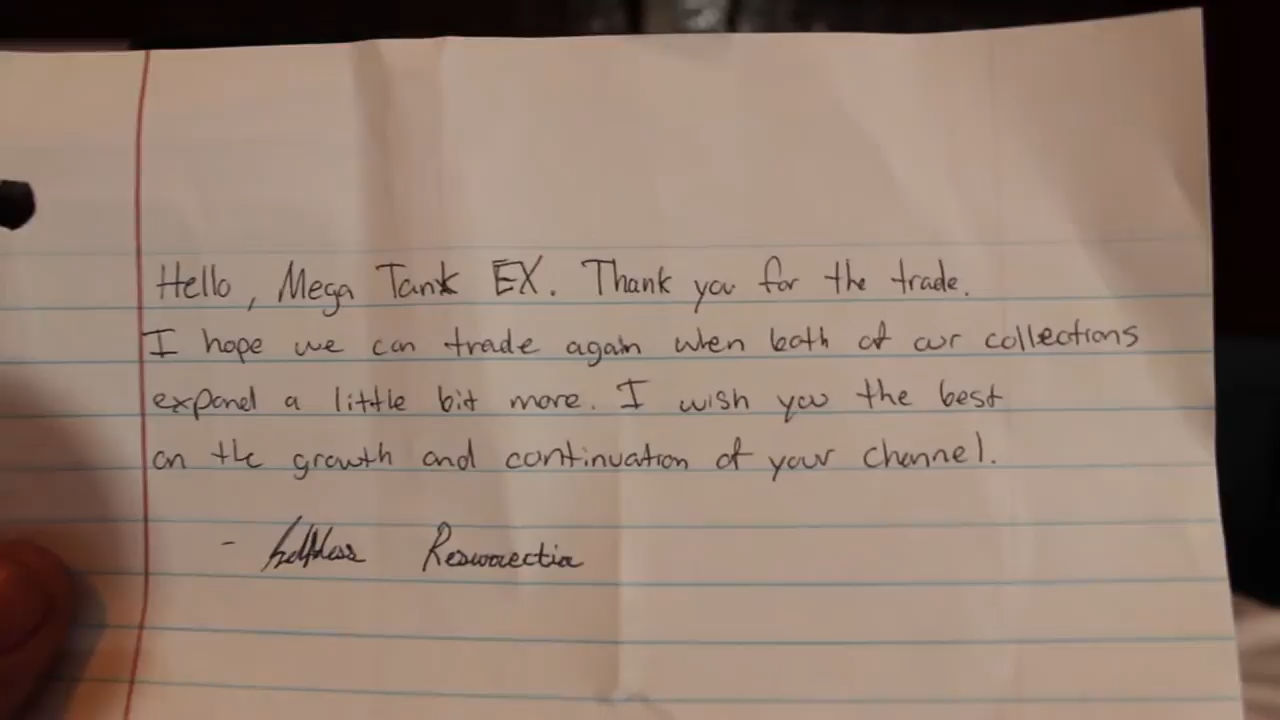 Hello, Mega Tank EX. Thank you for the trade.
I hope we can trade again when both of our collections
expand a little bit more. I wish you the best
on the growth and continuation of your channel.
- Helpless Resurrection